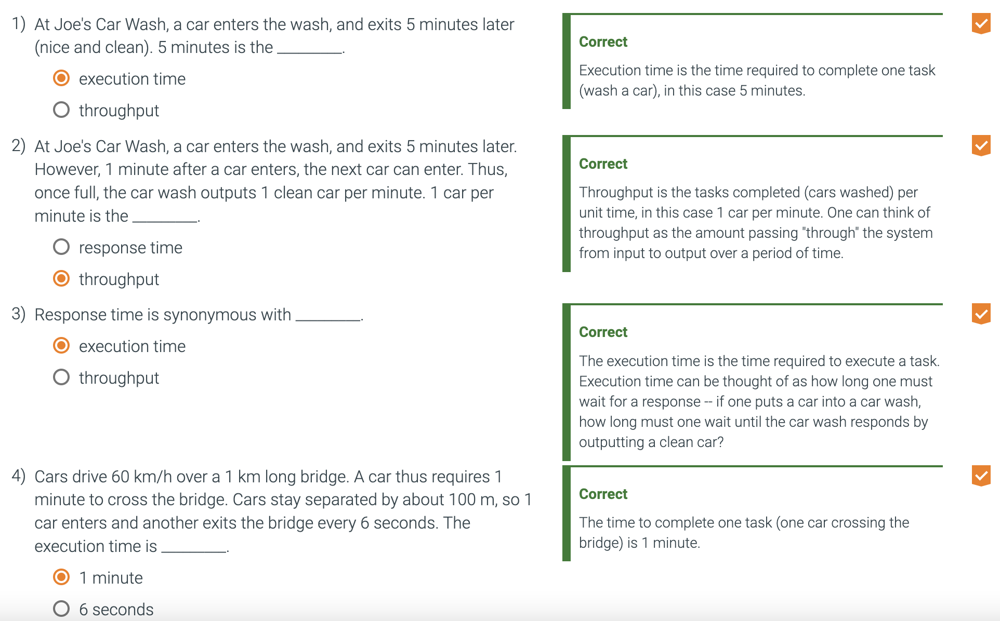 1) At Joe's Car Wash, a car enters the wash, and exits 5 minutes later
(nice and clean). 5 minutes is the ________.
execution time
throughput
Correct
Execution time is the time required to complete one task
(wash a car), in this case 5 minutes.
2) At Joe's Car Wash, a car enters the wash, and exits 5 minutes later.
However, 1 minute after a car enters, the next car can enter. Thus,
once full, the car wash outputs 1 clean car per minute. 1 car per
minute is the ________.
response time
throughput
Correct
Throughput is the tasks completed (cars washed) per
unit time, in this case 1 car per minute. One can think of
throughput as the amount passing "through" the system
from input to output over a period of time.
3) Response time is synonymous with ________.
execution time
throughput
Correct
The execution time is the time required to execute a task.
Execution time can be thought of as how long one must
wait for a response -- if one puts a car into a car wash,
how long must one wait until the car wash responds by
outputting a clean car?
4) Cars drive 60 km/h over a 1 km long bridge. A car thus requires 1
minute to cross the bridge. Cars stay separated by about 100 m, so 1
car enters and another exits the bridge every 6 seconds. The
execution time is ________.
1 minute
6 seconds
Correct
The time to complete one task (one car crossing the
bridge) is 1 minute.